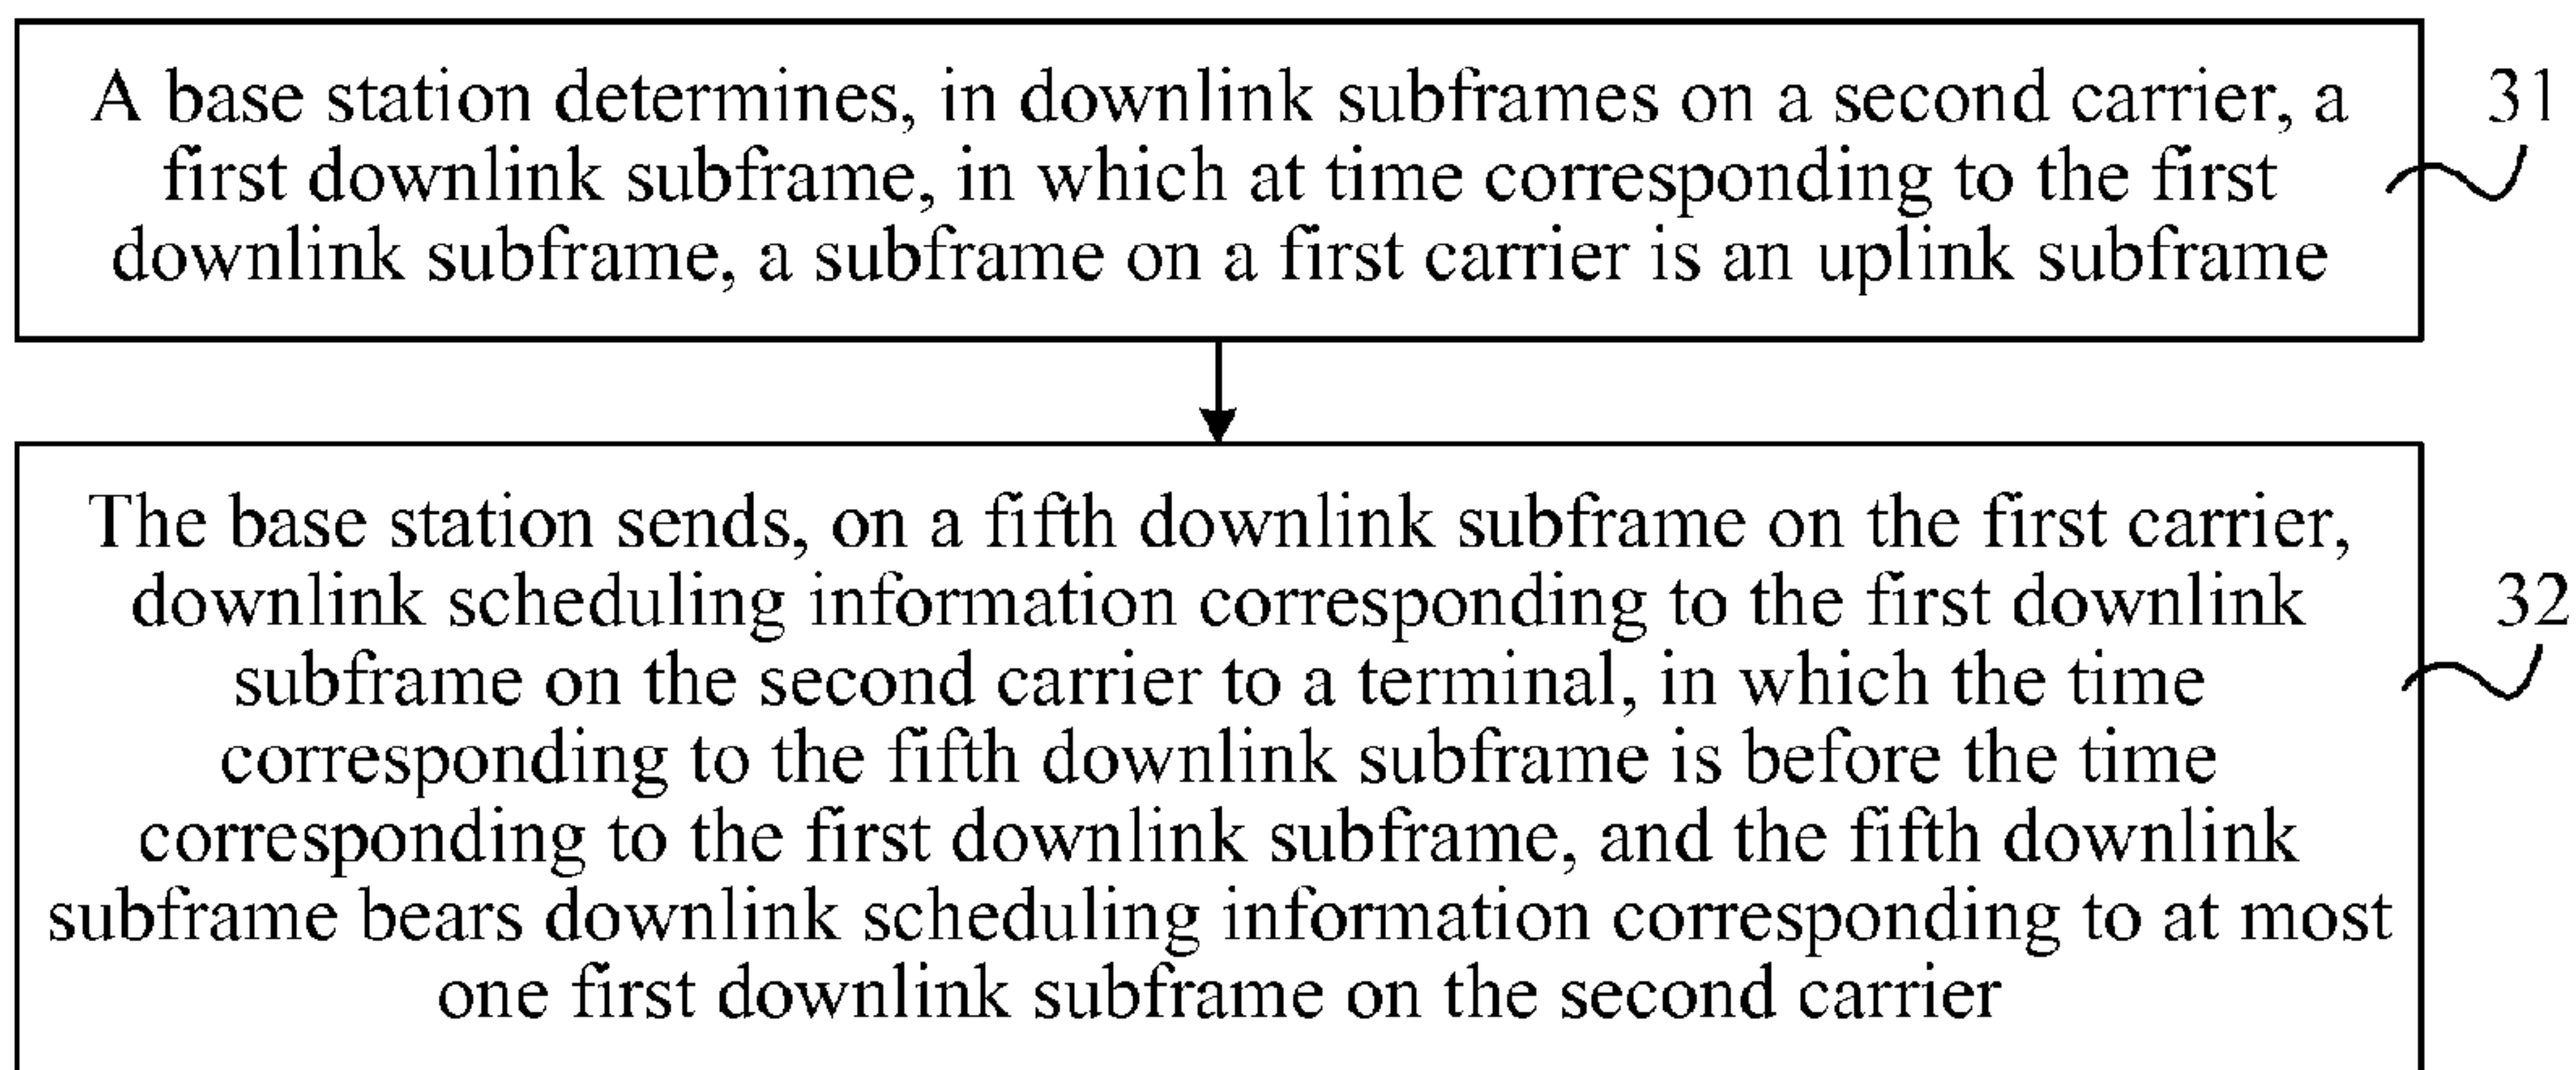 A base station determines, in downlink subframes on a second carrier, a
first downlink subframe, in which at time corresponding to the first
downlink subframe, a subframe on a first carrier is an uplink subframe
31
The base station sends, on a fifth downlink subframe on the first carrier,
downlink scheduling information corresponding to the first downlink
subframe on the second carrier to a terminal, in which the time
corresponding to the fifth downlink subframe is before the time
corresponding to the first downlink subframe, and the fifth downlink
subframe bears downlink scheduling information corresponding to at most
one first downlink subframe on the second carrier
32